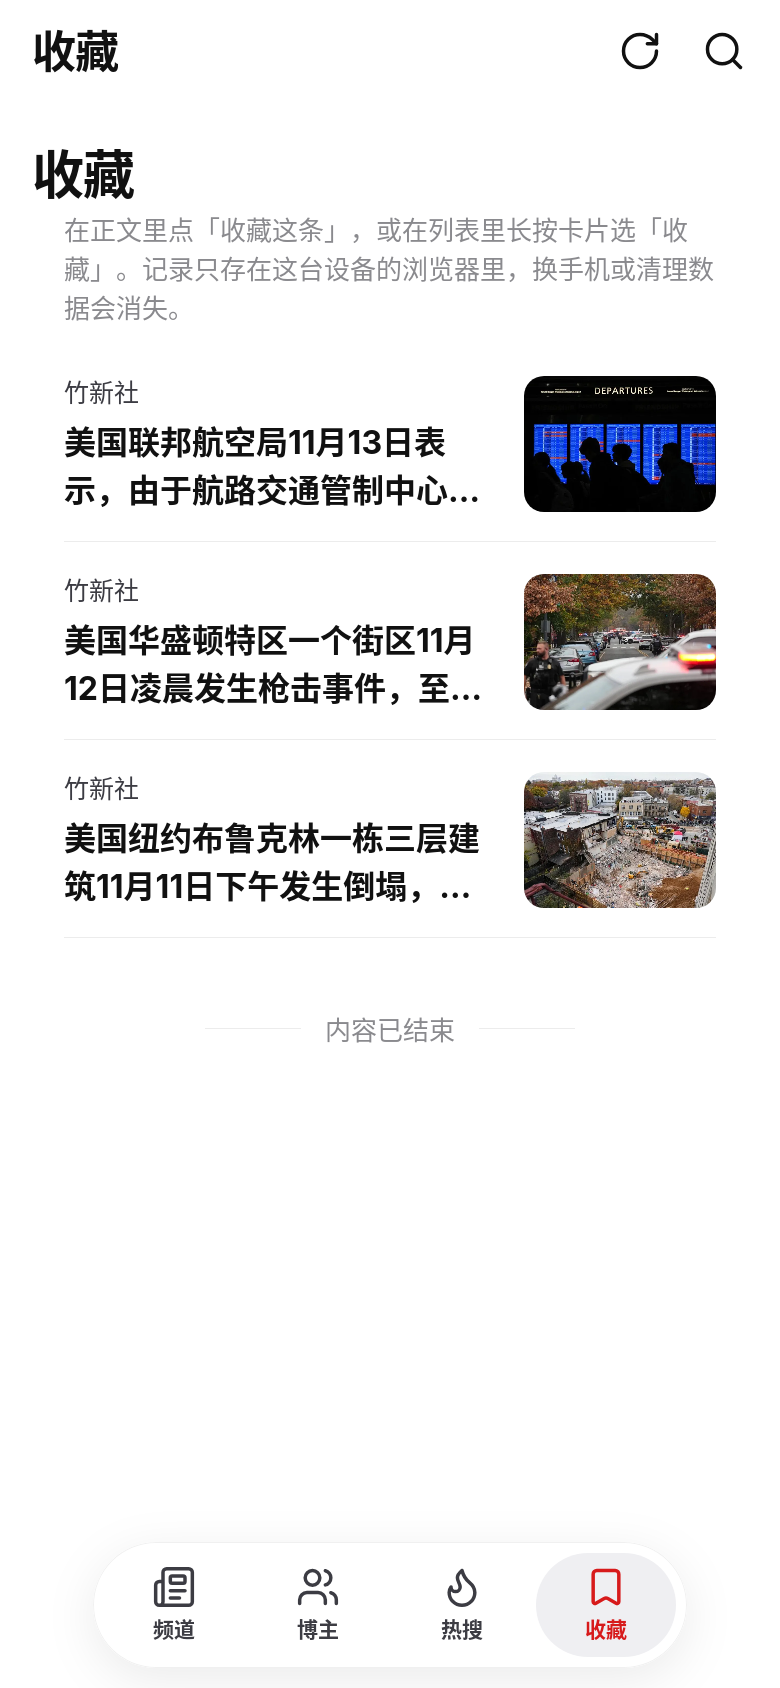 收藏
收藏
在正文里点「收藏这条」，或在列表里长按卡片选「收
藏」。记录只存在这台设备的浏览器里，换手机或清理数
据会消失。
竹新社
美国联邦航空局11月13日表
示，由于航路交通管制中心...
DEPARTURES
竹新社
美国华盛顿特区一个街区11月
12日凌晨发生枪击事件，至...
竹新社
美国纽约布鲁克林一栋三层建
筑11月11日下午发生倒塌，...
内容已结束
频道
博主
热搜
收藏